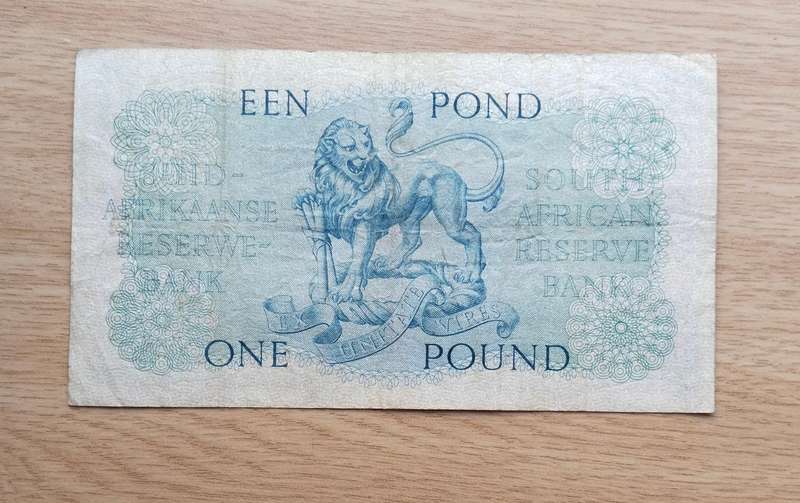 EEN POND
SUID-
AFRIKAANSE
RESERWE-
BANK
SOUTH
AFRICAN
RESERVE
BANK
EX UNITATE VIRES
ONE POUND